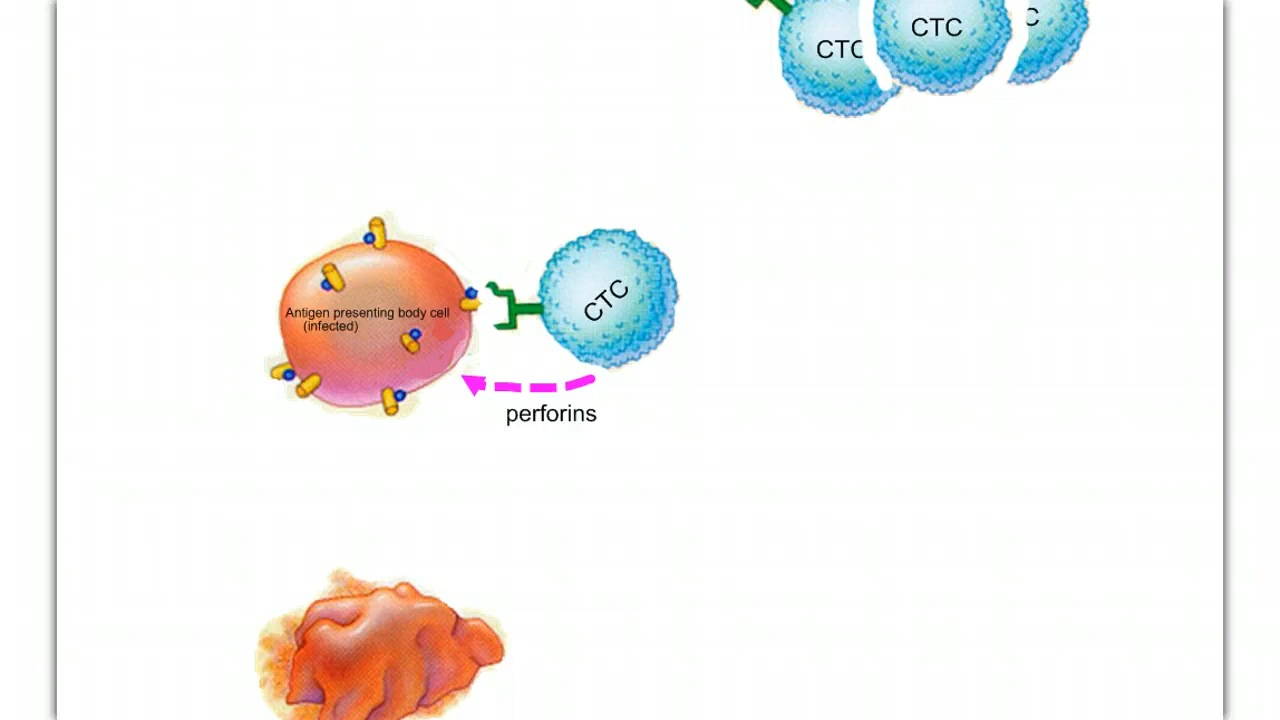 CTC
CTC
C
Antigen presenting body cell
(infected)
CTC
perforins